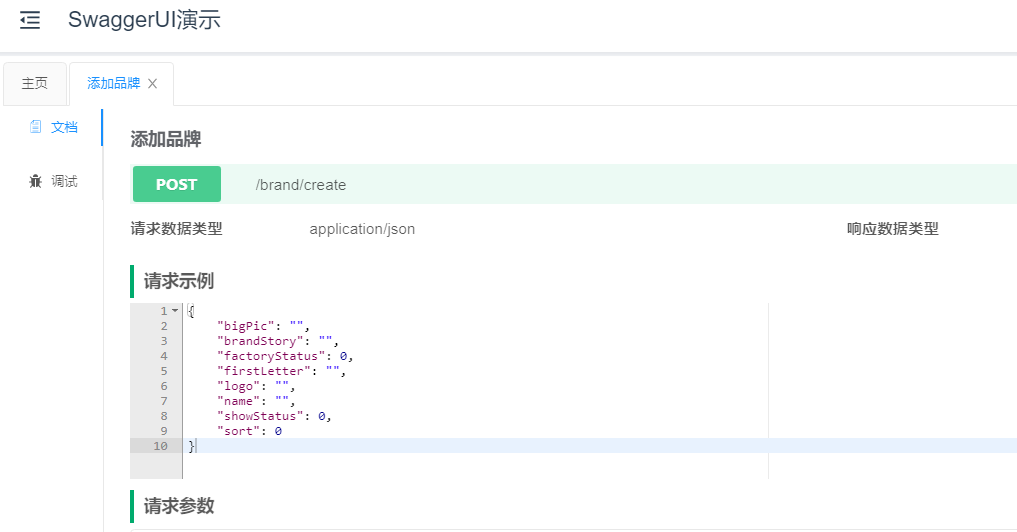 SwaggerUI演示
主页
添加品牌
文档
调试
添加品牌
POST /brand/create
请求数据类型 application/json 响应数据类型
请求示例
1 {
2 "bigPic": "",
3 "brandStory": "",
4 "factoryStatus": 0,
5 "firstLetter": "",
6 "logo": "",
7 "name": "",
8 "showStatus": 0,
9 "sort": 0
10 }
请求参数